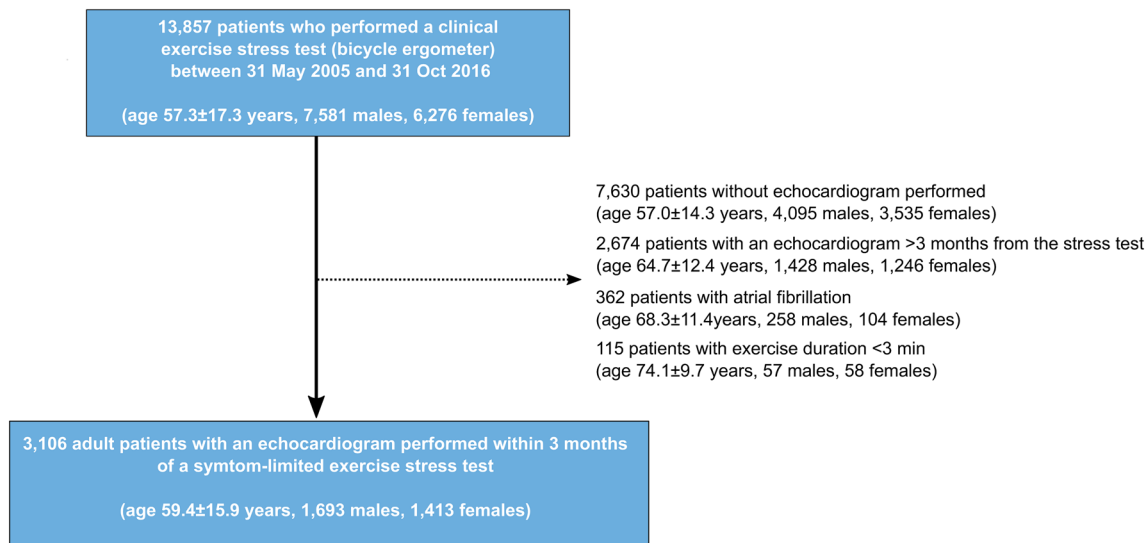 13,857 patients who performed a clinical
exercise stress test (bicycle ergometer)
between 31 May 2005 and 31 Oct 2016
(age 57.3±17.3 years, 7,581 males, 6,276 females)
7,630 patients without echocardiogram performed
(age 57.0±14.3 years, 4,095 males, 3,535 females)
2,674 patients with an echocardiogram >3 months from the stress test
(age 64.7±12.4 years, 1,428 males, 1,246 females)
362 patients with atrial fibrillation
(age 68.3±11.4years, 258 males, 104 females)
115 patients with exercise duration <3 min
(age 74.1±9.7 years, 57 males, 58 females)
3,106 adult patients with an echocardiogram performed within 3 months
of a symtom-limited exercise stress test
(age 59.4±15.9 years, 1,693 males, 1,413 females)